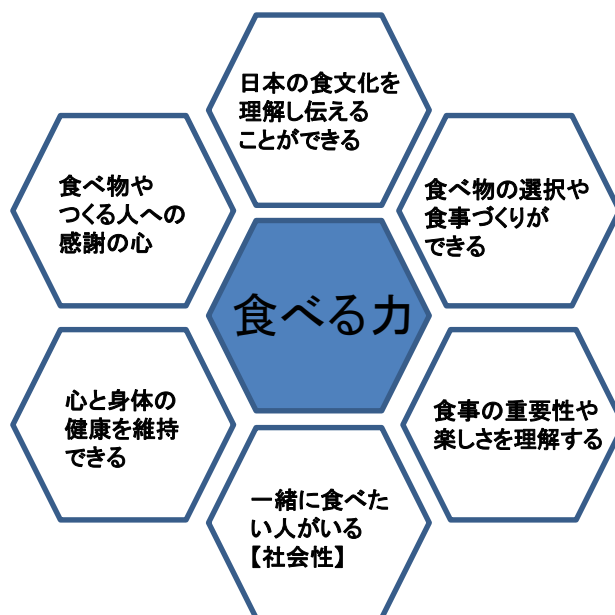 日本の食文化を
理解し伝える
ことができる
食べ物や
つくる人への
感謝の心
食べ物の選択や
食事づくりが
できる
食べる力
心と身体の
健康を維持
できる
食事の重要性や
楽しさを理解する
一緒に食べた
い人がいる
【社会性】